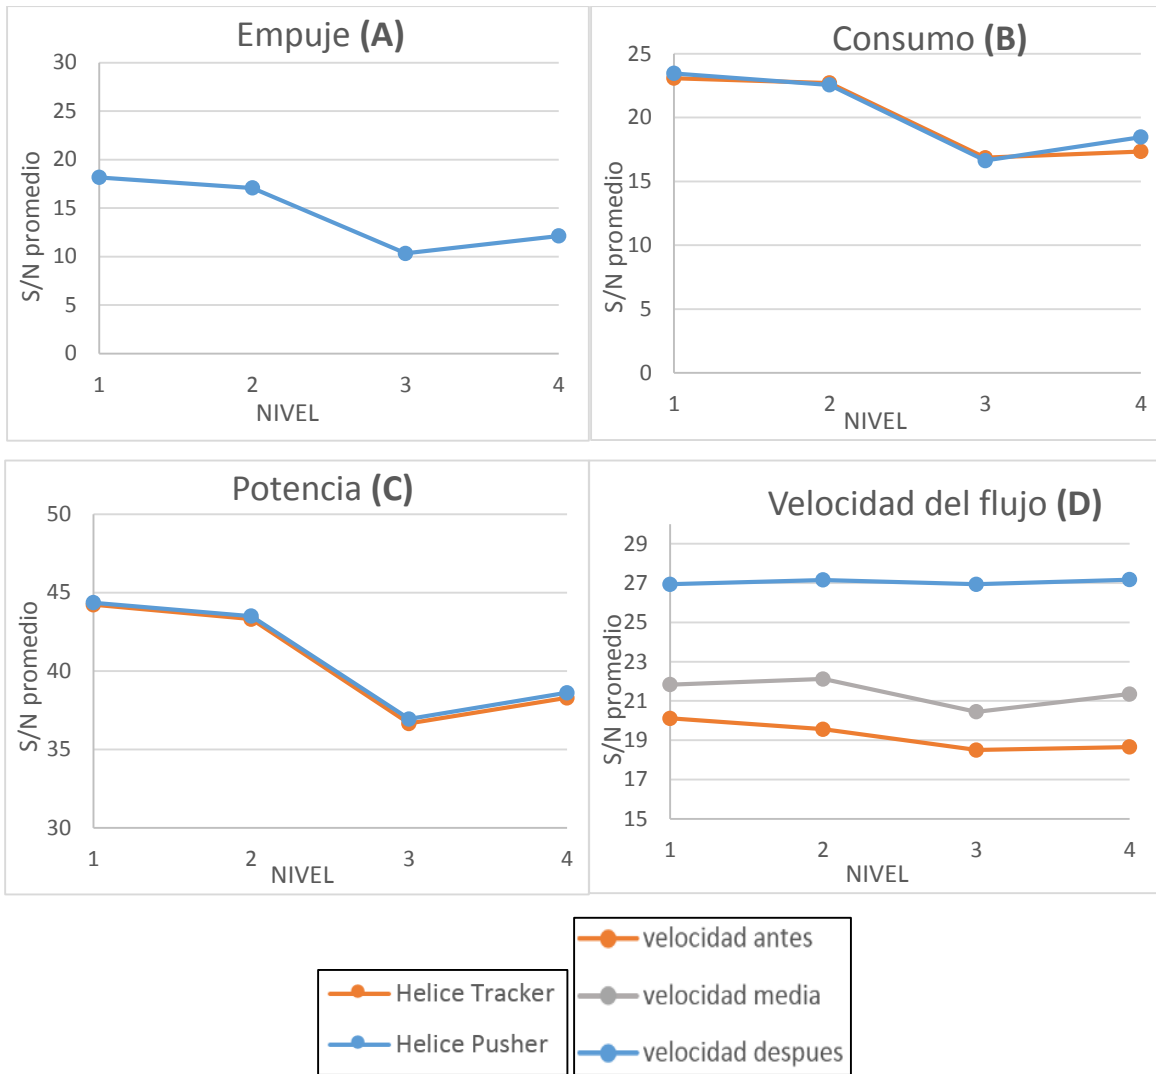 Empuje (A)
30
25
20
15
10
5
0
S/N promedio
1 2 3 4
NIVEL
Consumo (B)
25
20
15
10
5
0
S/N promedio
1 2 3 4
NIVEL
Potencia (C)
50
45
40
35
30
S/N promedio
1 2 3 4
NIVEL
Velocidad del flujo (D)
29
27
25
23
21
19
17
15
S/N promedio
1 2 3 4
NIVEL
Helice Tracker
Helice Pusher
velocidad antes
velocidad media
velocidad despues